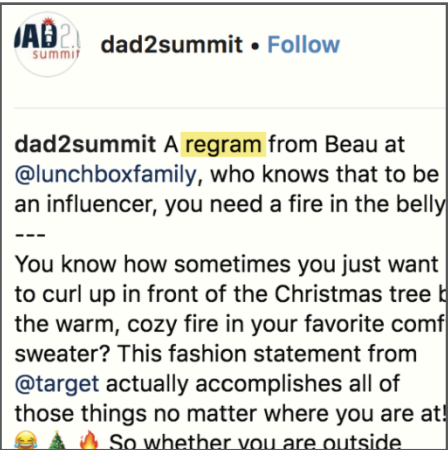 DAD2.
summit
dad2summit • Follow
dad2summit A regram from Beau at
@lunchboxfamily, who knows that to be
an influencer, you need a fire in the belly
---
You know how sometimes you just want
to curl up in front of the Christmas tree b
the warm, cozy fire in your favorite comf
sweater? This fashion statement from
@target actually accomplishes all of
those things no matter where you are at!
😂 🎄 🔥 So whether you are outside